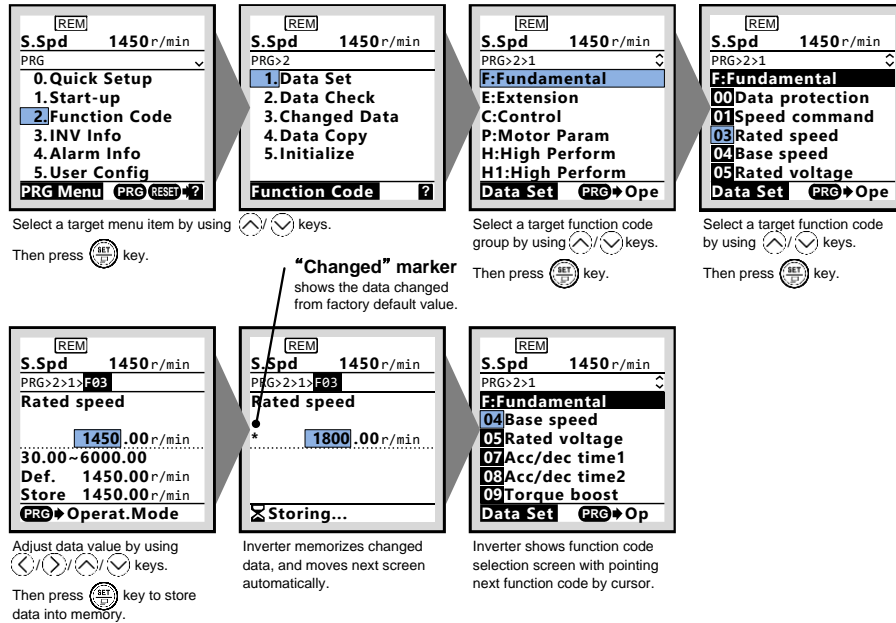 REM
S.Spd 1450r/min
PRG
0.Quick Setup
1.Start-up
2.Function Code
3.INV Info
4.Alarm Info
5.User Config
PRG Menu PRG RESET ?
REM
S.Spd 1450r/min
PRG>2
1.Data Set
2.Data Check
3.Changed Data
4.Data Copy
5.Initialize
Function Code ?
Select a target menu item by using / keys.
Then press SET key.
REM
S.Spd 1450r/min
PRG>2>1
F:Fundamental
E:Extension
C:Control
P:Motor Param
H:High Perform
H1:High Perform
Data Set PRG Ope
Select a target function code
group by using / keys.
Then press SET key.
REM
S.Spd 1450r/min
PRG>2>1
F:Fundamental
00 Data protection
01 Speed command
03 Rated speed
04 Base speed
05 Rated voltage
Data Set PRG Ope
Select a target function code
by using / keys.
Then press SET key.
REM
S.Spd 1450r/min
PRG>2>1>F03
Rated speed
1450.00r/min
30.00~6000.00
Def. 1450.00r/min
Store 1450.00r/min
PRG Operat.Mode
Adjust data value by using
/ / / keys.
Then press SET key to store
data into memory.
“Changed” marker
shows the data changed
from factory default value.
REM
S.Spd 1450r/min
PRG>2>1>F03
Rated speed
* 1800.00r/min
Storing...
Inverter memorizes changed
data, and moves next screen
automatically.
REM
S.Spd 1450r/min
PRG>2>1
F:Fundamental
04 Base speed
05 Rated voltage
07 Acc/dec time1
08 Acc/dec time2
09 Torque boost
Data Set PRG Op
Inverter shows function code
selection screen with pointing
next function code by cursor.